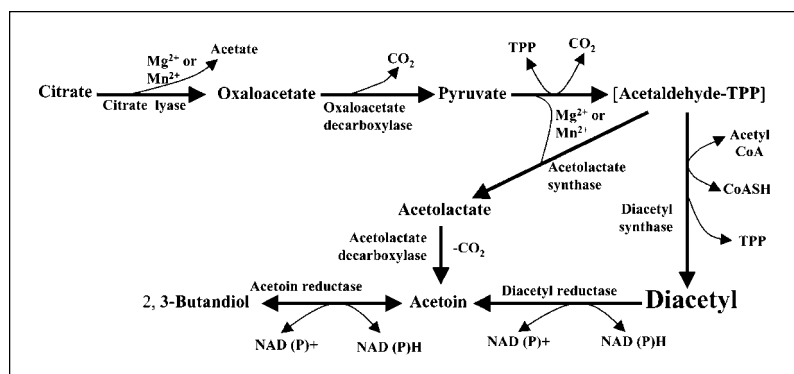 Mg2+ or
Mn2+
Acetate
CO2
TPP
CO2
Citrate
Citrate lyase
Oxaloacetate
Oxaloacetate
decarboxylase
Pyruvate
[Acetaldehyde-TPP]
Mg2+ or
Mn2+
Acetolactate
synthase
Acetyl
CoA
CoASH
Diacetyl
synthase
TPP
Acetolactate
Acetolactate
decarboxylase
-CO2
2, 3-Butandiol
Acetoin reductase
Acetoin
Diacetyl reductase
Diacetyl
NAD (P)+
NAD (P)H
NAD (P)+
NAD (P)H